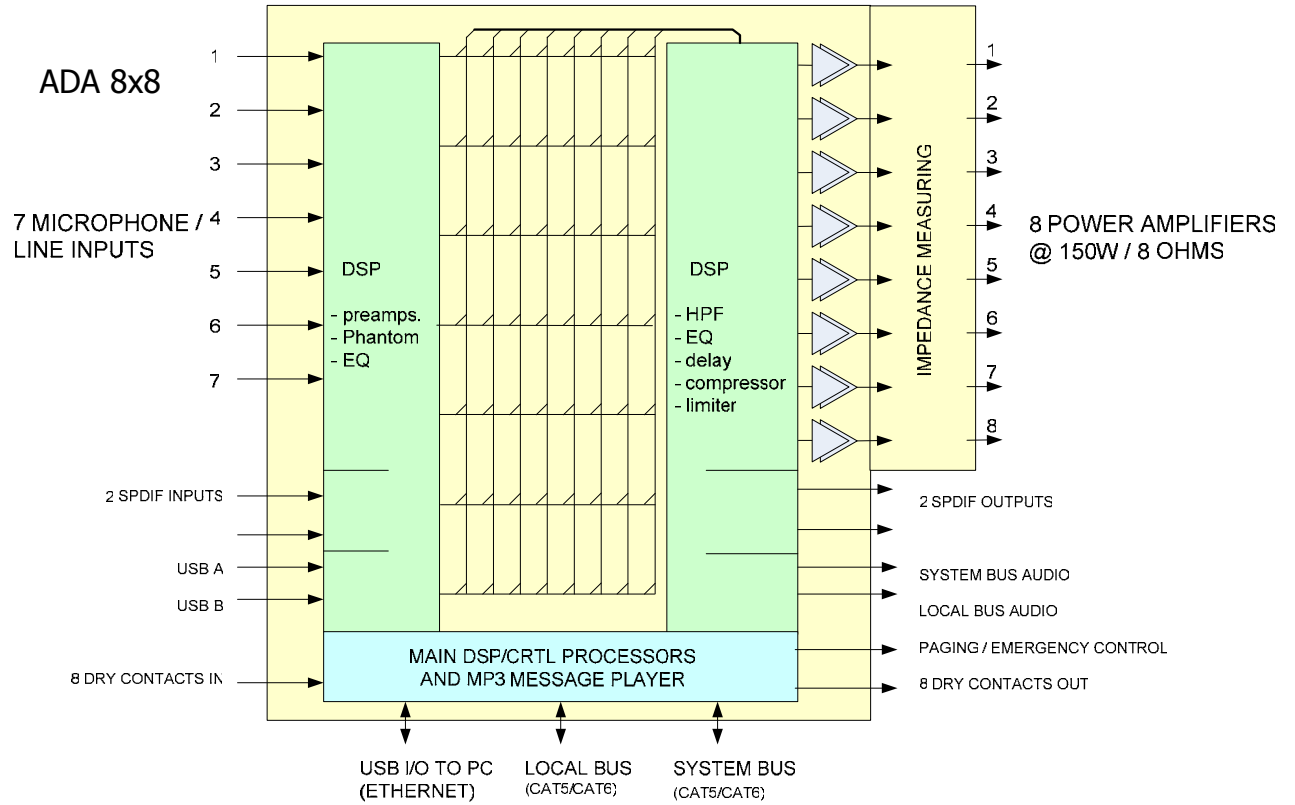 ADA 8x8
7 MICROPHONE /
LINE INPUTS
1
2
3
4
5
6
7
2 SPDIF INPUTS
USB A
USB B
8 DRY CONTACTS IN
DSP
- preamps.
- Phantom
- EQ
DSP
- HPF
- EQ
- delay
- compressor
- limiter
IMPEDANCE MEASURING
1
2
3
4
5
6
7
8
8 POWER AMPLIFIERS
@ 150W / 8 OHMS
2 SPDIF OUTPUTS
SYSTEM BUS AUDIO
LOCAL BUS AUDIO
PAGING / EMERGENCY CONTROL
8 DRY CONTACTS OUT
MAIN DSP/CRTL PROCESSORS
AND MP3 MESSAGE PLAYER
USB I/O TO PC
(ETHERNET)
LOCAL BUS
(CAT5/CAT6)
SYSTEM BUS
(CAT5/CAT6)